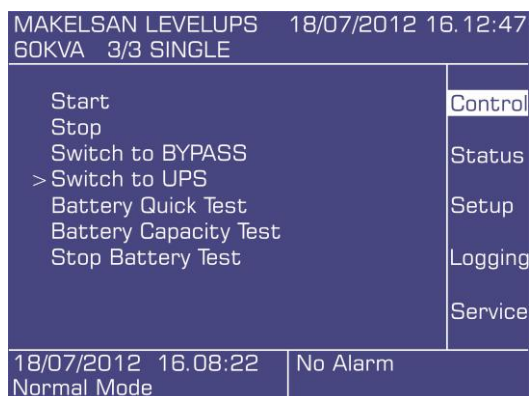 MAKELSAN LEVELUPS 18/07/2012 16.12:47
60KVA 3/3 SINGLE
Start
Stop
Switch to BYPASS
>Switch to UPS
Battery Quick Test
Battery Capacity Test
Stop Battery Test
Control
Status
Setup
Logging
Service
18/07/2012 16.08:22 No Alarm
Normal Mode